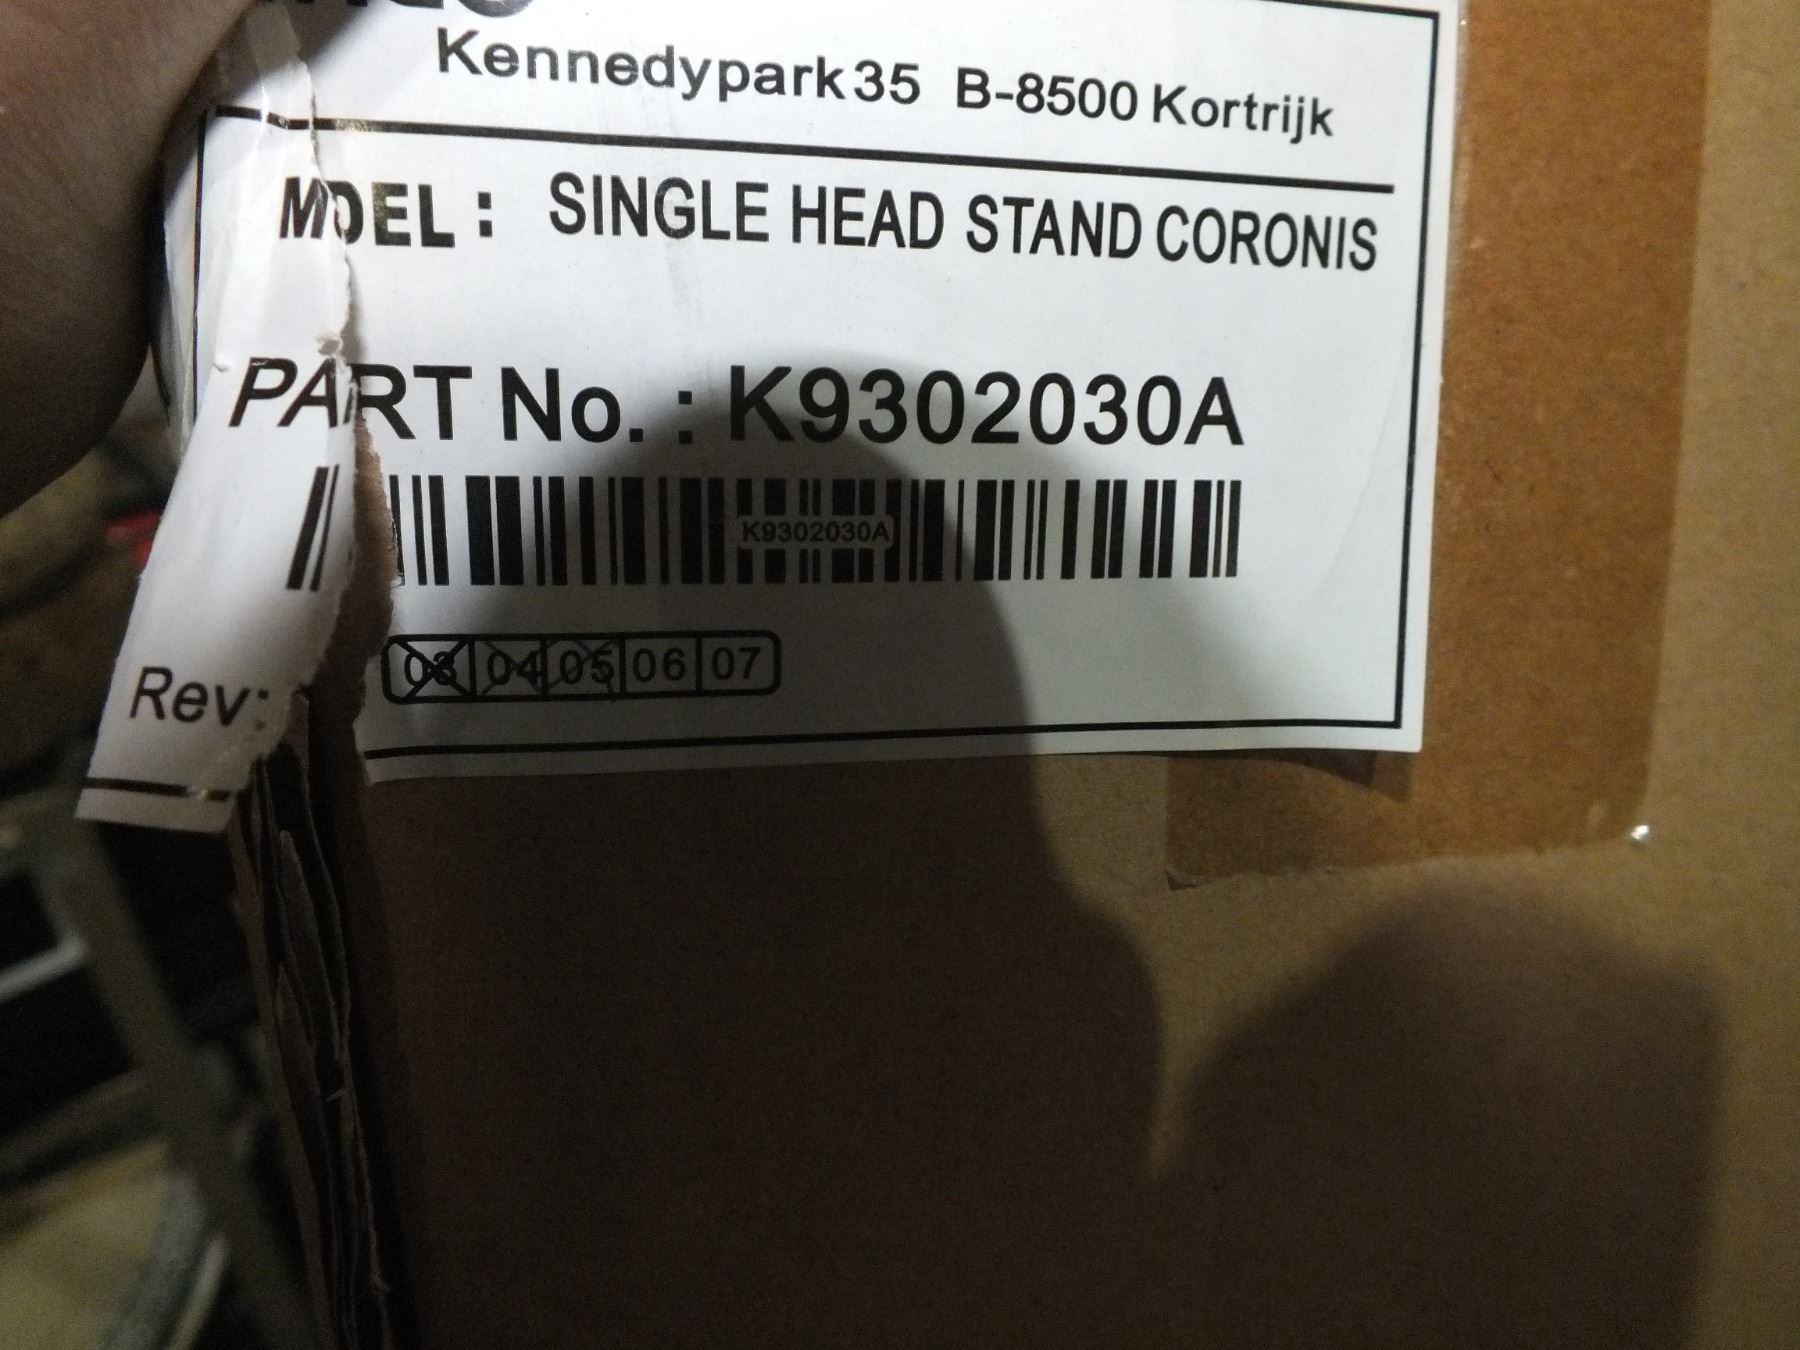 Kennedypark 35 B-8500 Kortrijk
MODEL : SINGLE HEAD STAND CORONIS
PART No. : K9302030A
K9302030A
Rev: 03 04 05 06 07